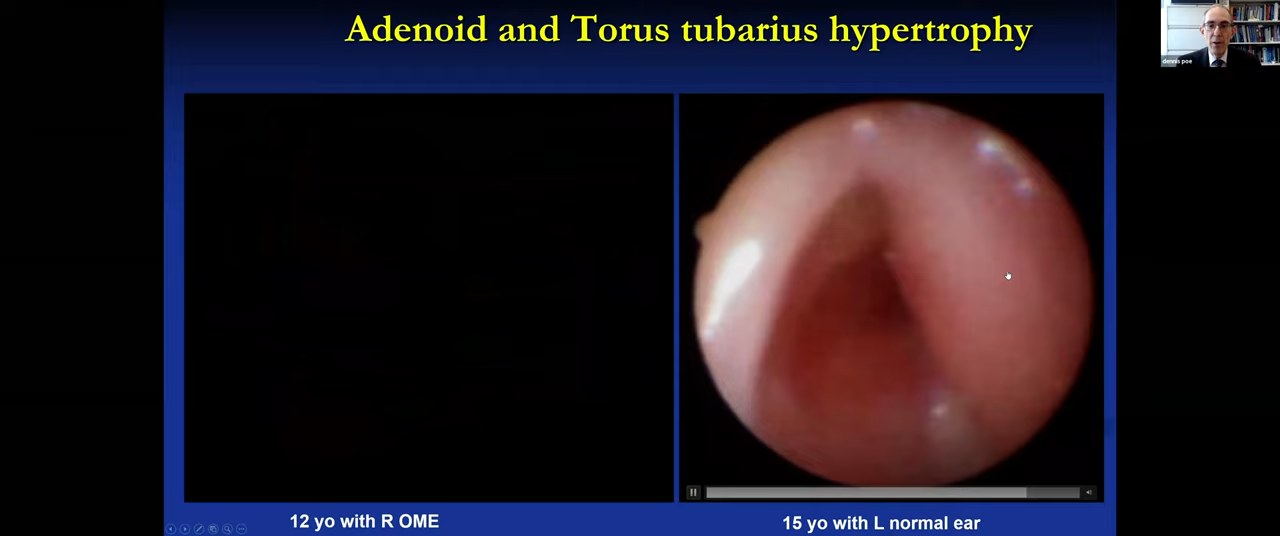 Adenoid and Torus tubarius hypertrophy
dennis poe
12 yo with R OME
15 yo with L normal ear